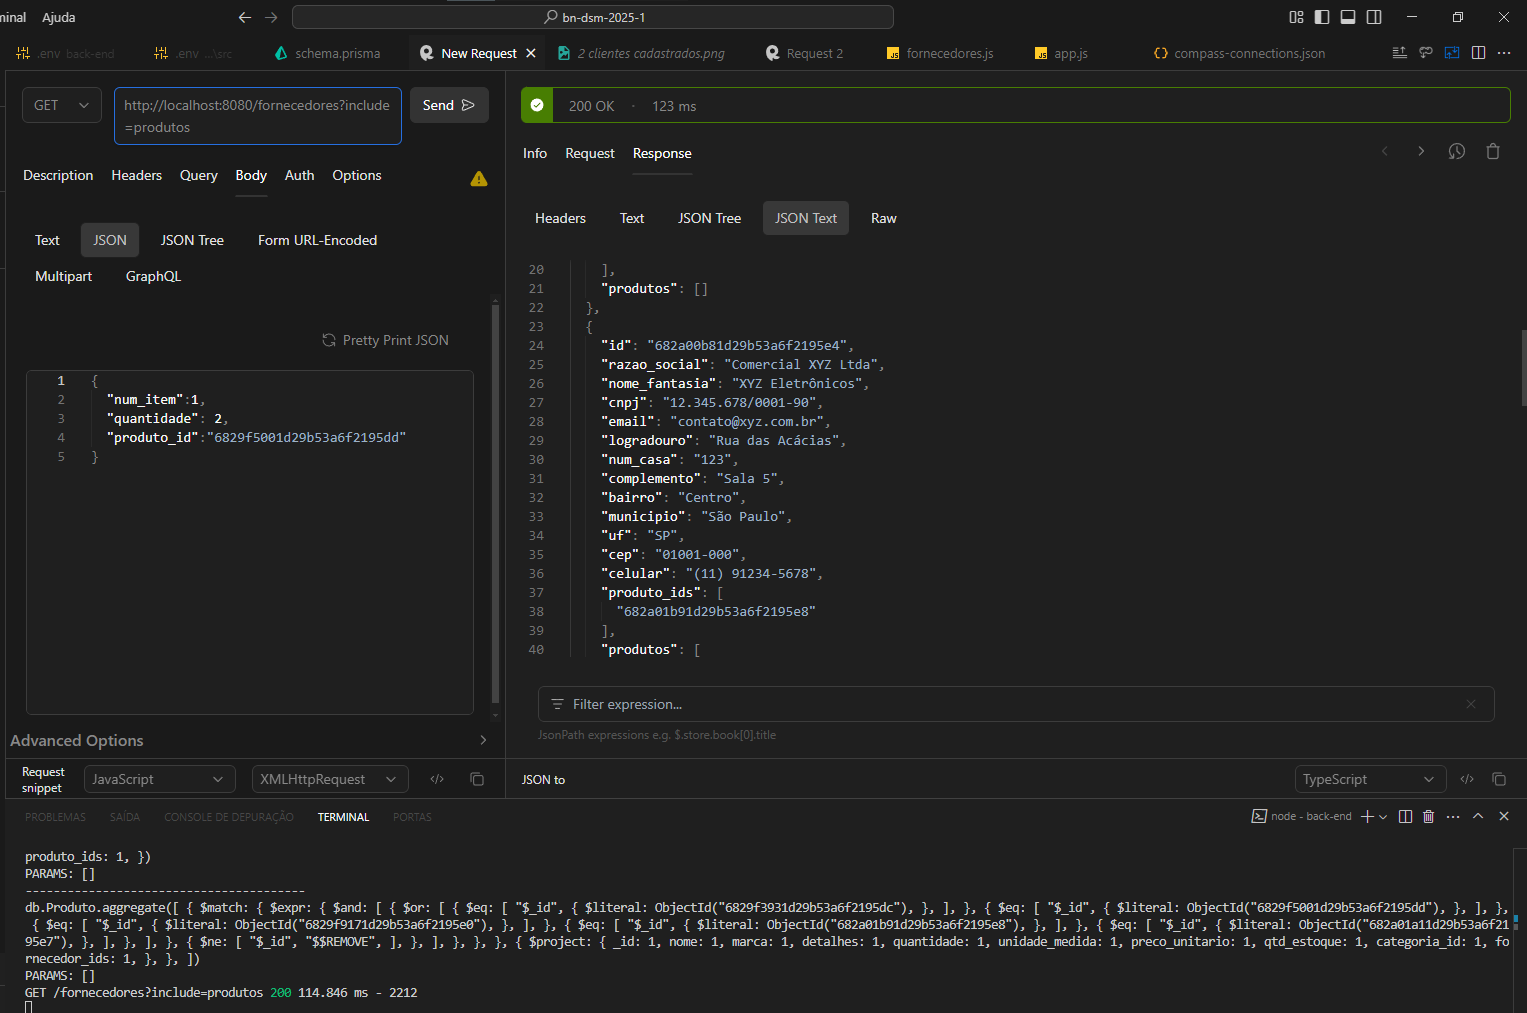 minal Ajuda
bn-dsm-2025-1
.env back-end
.env ...\src
schema.prisma
New Request
2 clientes cadastrados.png
Request 2
fornecedores.js
app.js
compass-connections.json
GET
http://localhost:8080/fornecedores?include
=produtos
Send
200 OK · 123 ms
Info Request Response
Description Headers Query Body Auth Options
Headers Text JSON Tree JSON Text Raw
Text JSON JSON Tree Form URL-Encoded
Multipart GraphQL
Pretty Print JSON
1 {
2 "num_item":1,
3 "quantidade": 2,
4 "produto_id":"6829f5001d29b53a6f2195dd"
5 }
20 ],
21 "produtos": []
22 },
23 {
24 "id": "682a00b81d29b53a6f2195e4",
25 "razao_social": "Comercial XYZ Ltda",
26 "nome_fantasia": "XYZ Eletrônicos",
27 "cnpj": "12.345.678/0001-90",
28 "email": "contato@xyz.com.br",
29 "logradouro": "Rua das Acácias",
30 "num_casa": "123",
31 "complemento": "Sala 5",
32 "bairro": "Centro",
33 "municipio": "São Paulo",
34 "uf": "SP",
35 "cep": "01001-000",
36 "celular": "(11) 91234-5678",
37 "produto_ids": [
38 "682a01b91d29b53a6f2195e8"
39 ],
40 "produtos": [
Filter expression...
JsonPath expressions e.g. $.store.book[0].title
Advanced Options
Request
snippet
JavaScript
XMLHttpRequest
JSON to
TypeScript
PROBLEMAS SAÍDA CONSOLE DE DEPURAÇÃO TERMINAL PORTAS
node - back-end
produto_ids: 1, })
PARAMS: []
----------------------------------------
db.Produto.aggregate([ { $match: { $expr: { $and: [ { $or: [ { $eq: [ "$_id", { $literal: ObjectId("6829f3931d29b53a6f2195dc"), }, ], }, { $eq: [ "$_id", { $literal: ObjectId("6829f5001d29b53a6f2195dd"), }, ], },
{ $eq: [ "$_id", { $literal: ObjectId("6829f9171d29b53a6f2195e0"), }, ], }, { $eq: [ "$_id", { $literal: ObjectId("682a01b91d29b53a6f2195e8"), }, ], }, { $eq: [ "$_id", { $literal: ObjectId("682a01a11d29b53a6f21
95e7"), }, ], }, ], }, { $ne: [ "$_id", "$$REMOVE", ], }, ], }, }, }, { $project: { _id: 1, nome: 1, marca: 1, detalhes: 1, quantidade: 1, unidade_medida: 1, preco_unitario: 1, qtd_estoque: 1, categoria_id: 1, fo
rnecedor_ids: 1, }, }, ])
PARAMS: []
GET /fornecedores?include=produtos 200 114.846 ms - 2212